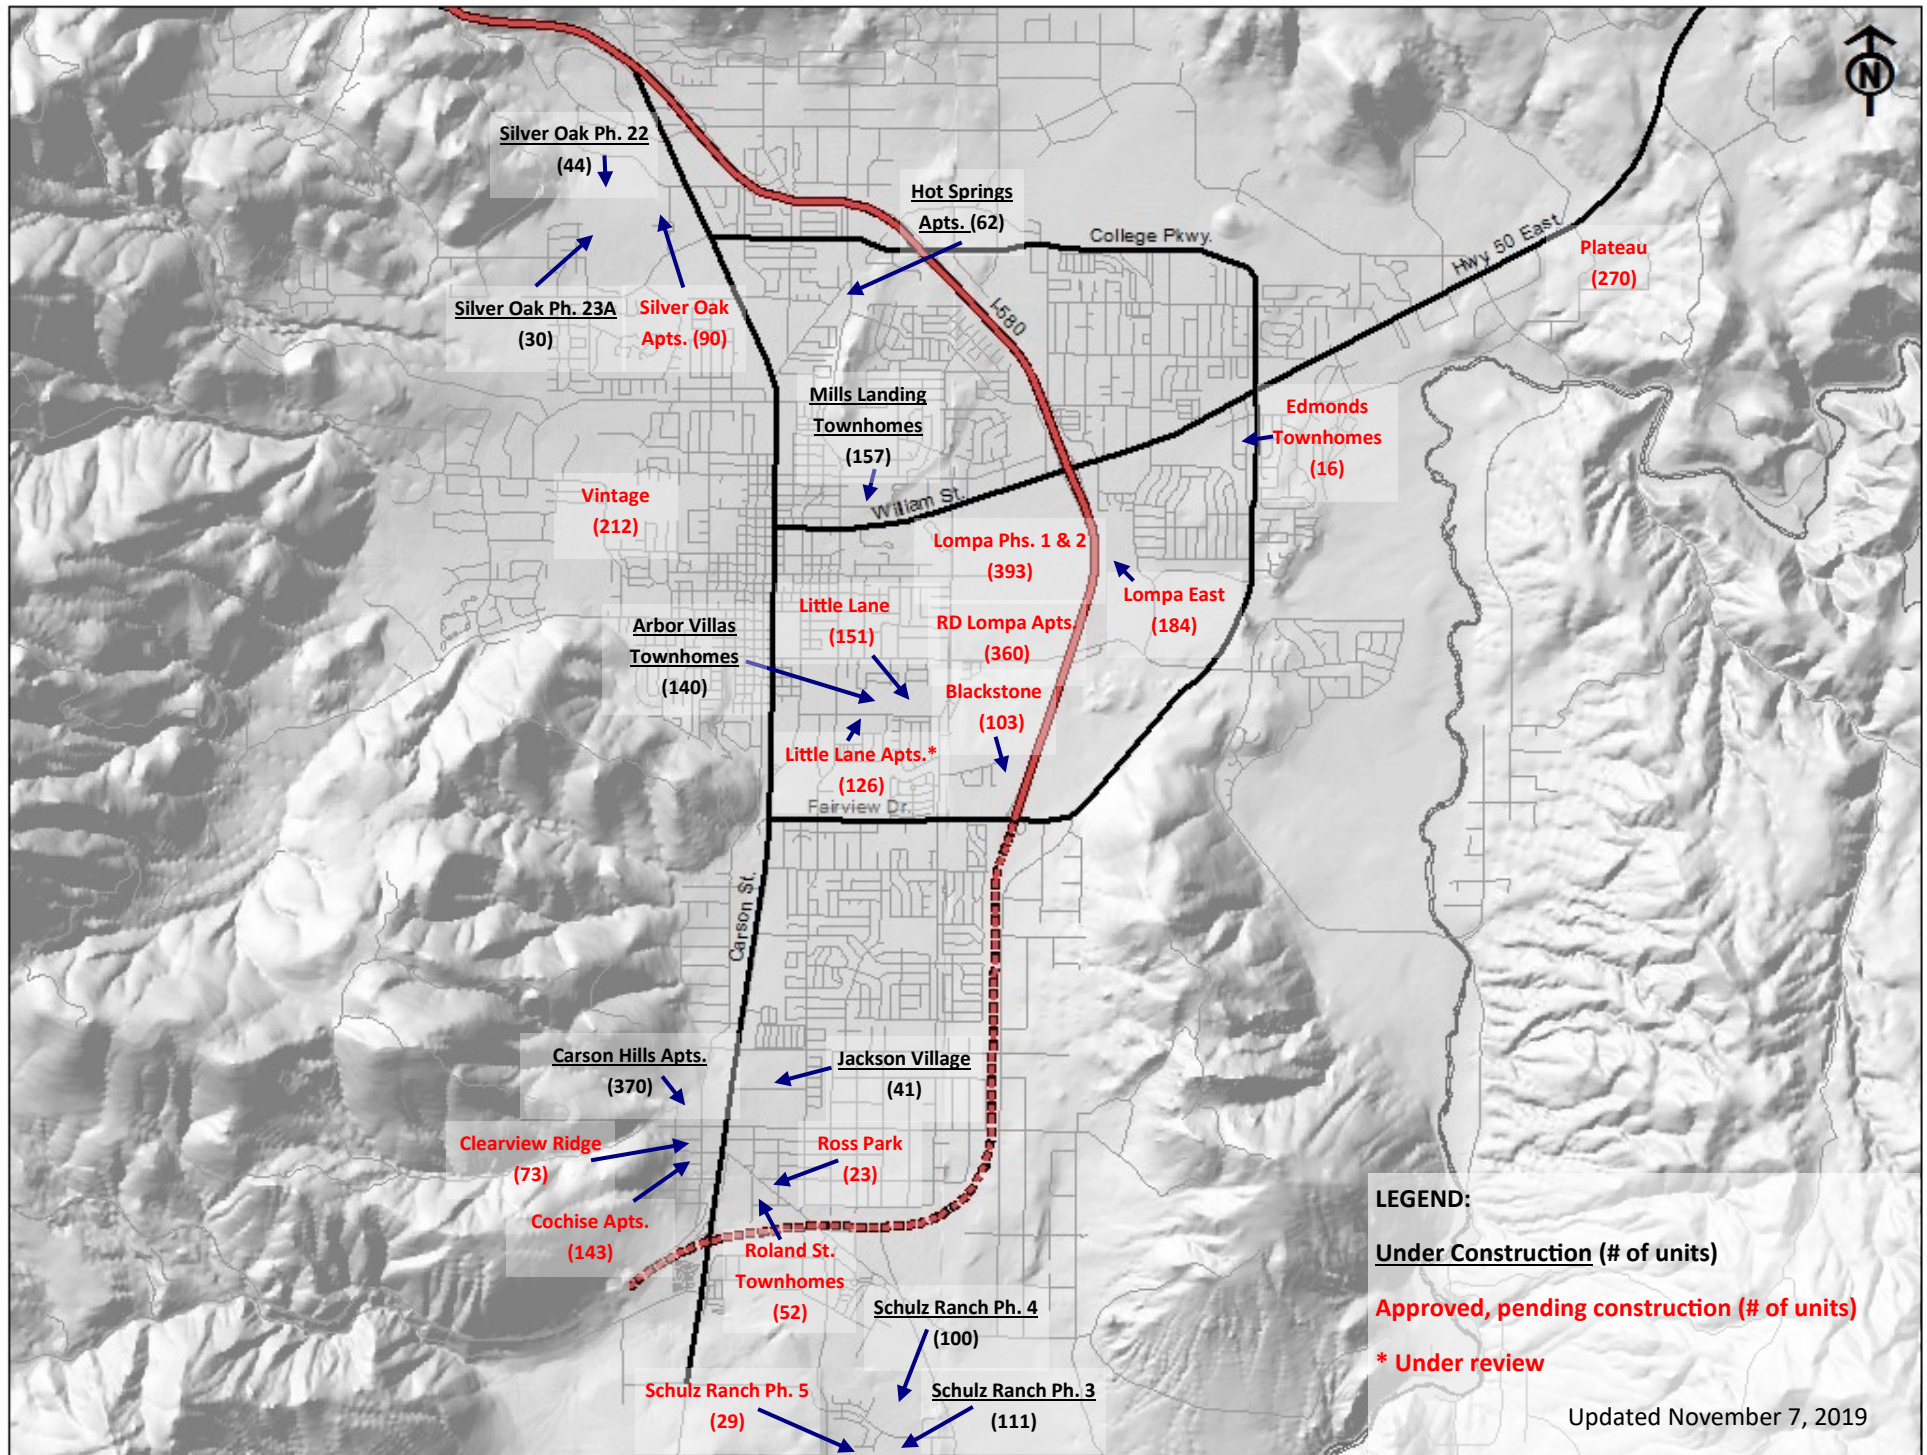 N
Silver Oak Ph. 22
(44)
Hot Springs
Apts. (62)
College Pkwy.
Hwy 50 East
Plateau
(270)
Silver Oak Ph. 23A
(30)
Silver Oak
Apts. (90)
I-580
Mills Landing
Townhomes
(157)
Edmonds
Townhomes
(16)
Vintage
(212)
William St.
Lompa Phs. 1 & 2
(393)
Lompa East
(184)
Little Lane
(151)
RD Lompa Apts.
(360)
Arbor Villas
Townhomes
(140)
Blackstone
(103)
Little Lane Apts.*
(126)
Fairview Dr.
Carson St.
Carson Hills Apts.
(370)
Jackson Village
(41)
Clearview Ridge
(73)
Ross Park
(23)
Cochise Apts.
(143)
Roland St.
Townhomes
(52)
Schulz Ranch Ph. 4
(100)
Schulz Ranch Ph. 5
(29)
Schulz Ranch Ph. 3
(111)
LEGEND:
Under Construction (# of units)
Approved, pending construction (# of units)
* Under review
Updated November 7, 2019